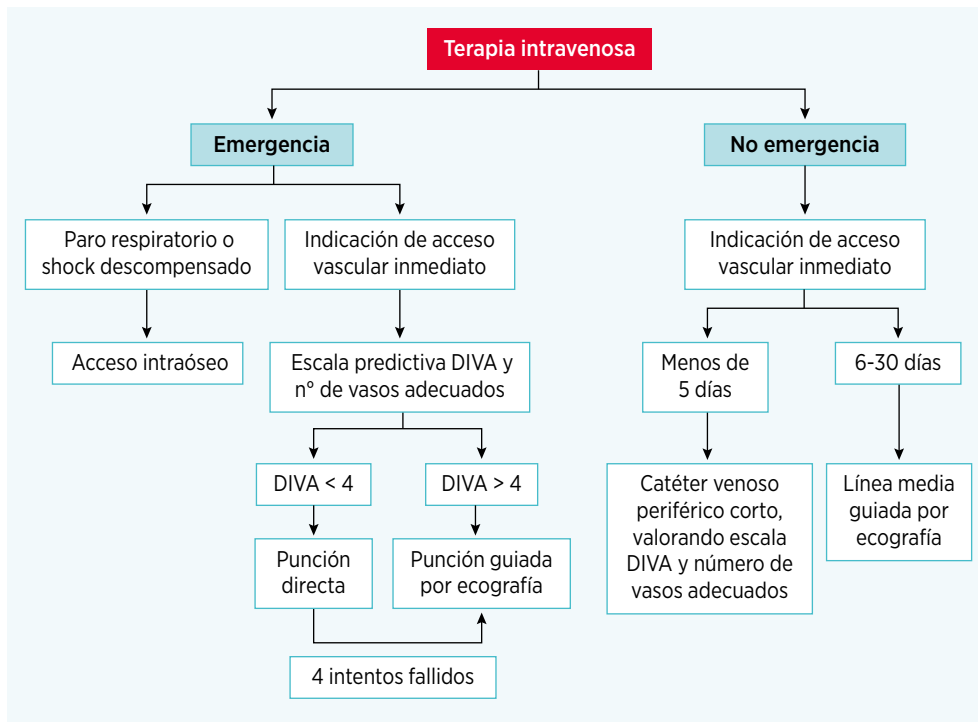 Terapia intravenosa
Emergencia
No emergencia
Paro respiratorio o
shock descompensado
Indicación de acceso
vascular inmediato
Indicación de acceso
vascular inmediato
Acceso intraóseo
Escala predictiva DIVA y
n° de vasos adecuados
Menos de
5 días
6-30 días
DIVA < 4
DIVA > 4
Catéter venoso
periférico corto,
valorando escala
DIVA y número de
vasos adecuados
Línea media
guiada por
ecografía
Punción
directa
Punción guiada
por ecografía
4 intentos fallidos